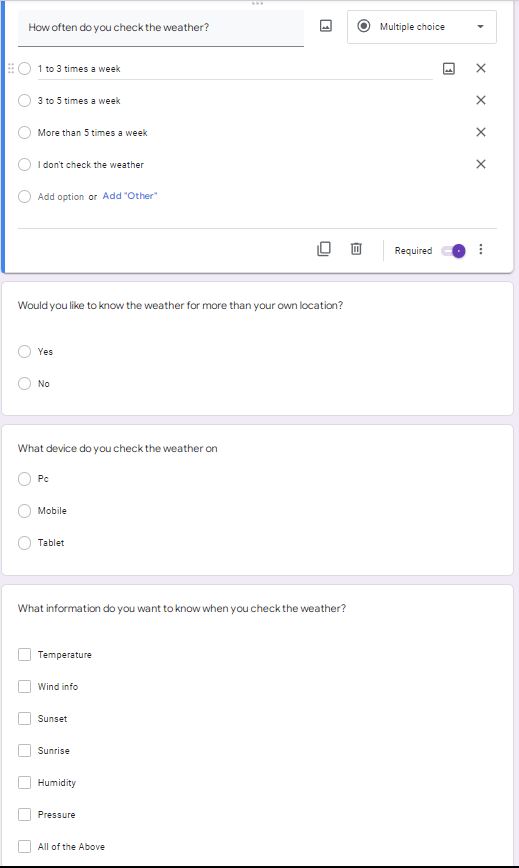 How often do you check the weather?
Multiple choice
1 to 3 times a week
3 to 5 times a week
More than 5 times a week
I don't check the weather
Add option or Add "Other"
Required
Would you like to know the weather for more than your own location?
Yes
No
What device do you check the weather on
Pc
Mobile
Tablet
What information do you want to know when you check the weather?
Temperature
Wind info
Sunset
Sunrise
Humidity
Pressure
All of the Above